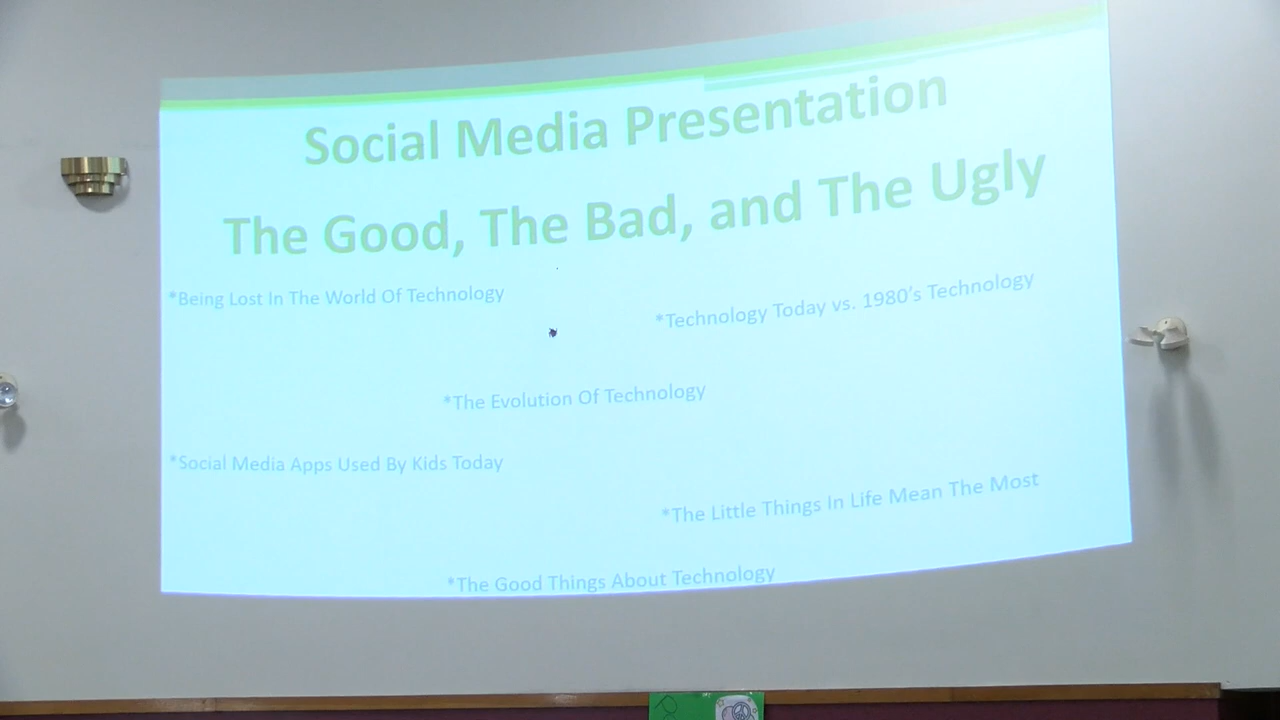 Social Media Presentation
The Good, The Bad, and The Ugly
*Being Lost In The World Of Technology
*Technology Today vs. 1980's Technology
*The Evolution Of Technology
*Social Media Apps Used By Kids Today
*The Little Things In Life Mean The Most
*The Good Things About Technology